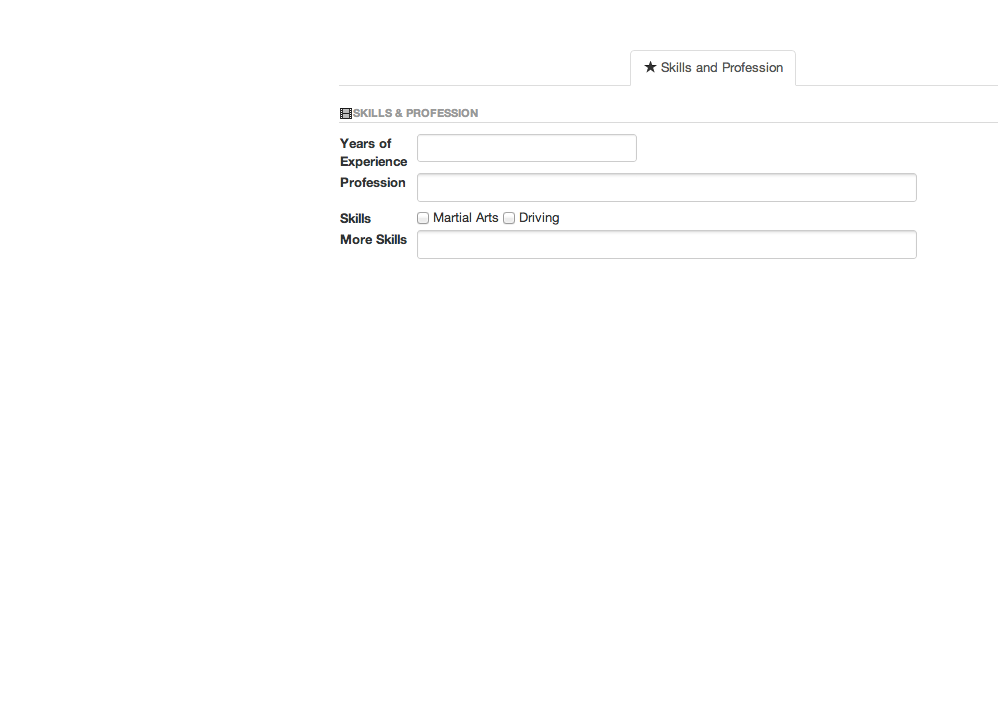 ★ Skills and Profession
SKILLS & PROFESSION
Years of
Experience
Profession
Skills Martial Arts Driving
More Skills